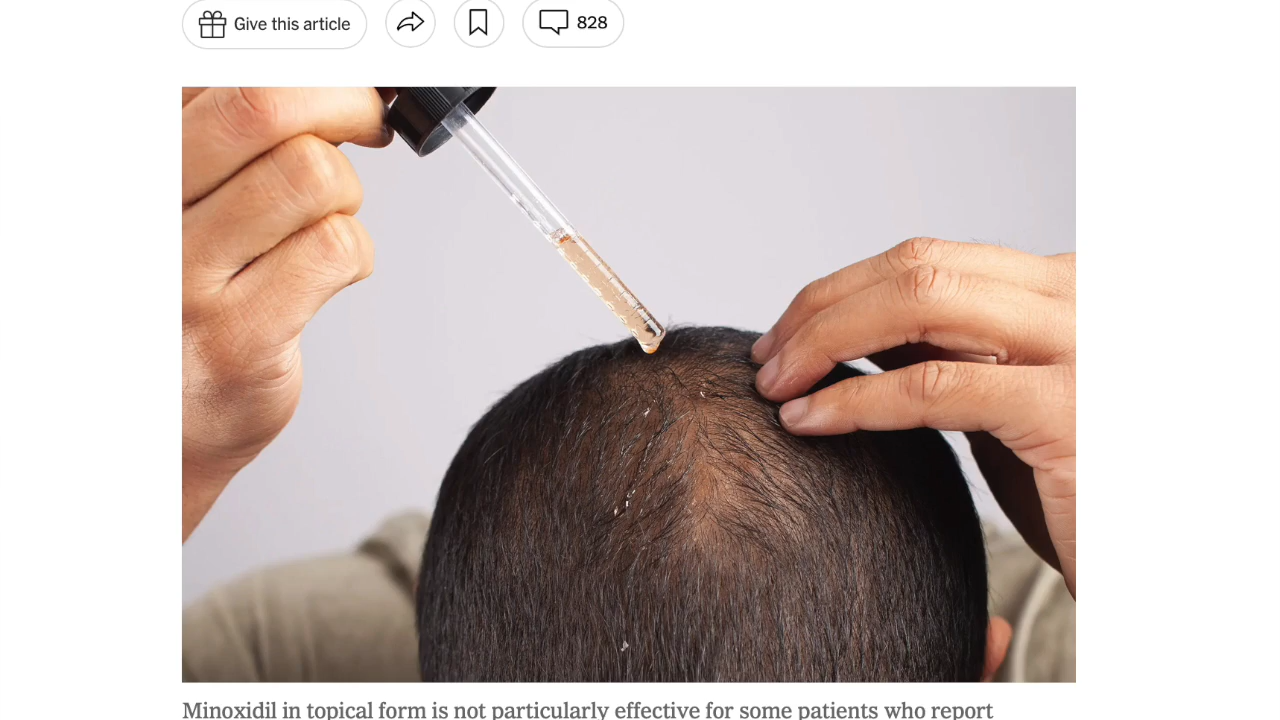 Give this article
828
Minoxidil in topical form is not particularly effective for some patients who report